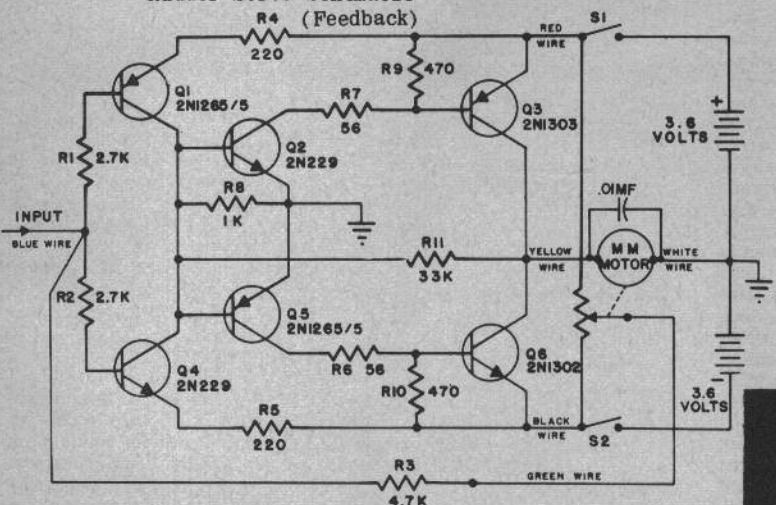 (Feedback)
R4
220
RED
WIRE
S1
Q1
2N1265/5
R9 470
R7
56
Q3
2N1303
+
3.6
VOLTS
Q2
2N229
R1 2.7K
R8
1K
.01MF
INPUT
BLUE WIRE
R11
33K
YELLOW
WIRE
MM
MOTOR
WHITE
WIRE
R2 2.7K
Q5
2N1265/5
Q4
2N229
R6 56
R10 470
Q6
2N1302
3.6
VOLTS
-
R5
220
BLACK
WIRE
S2
R3
4.7K
GREEN WIRE